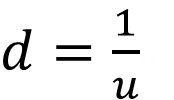 d = 1/u